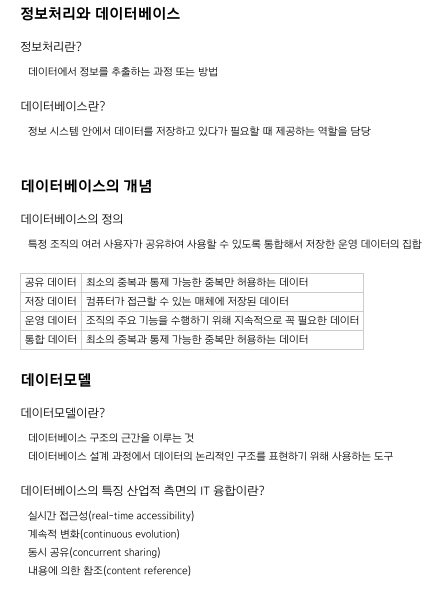 정보처리와 데이터베이스
정보처리란?
데이터에서 정보를 추출하는 과정 또는 방법
데이터베이스란?
정보 시스템 안에서 데이터를 저장하고 있다가 필요할 때 제공하는 역할을 담당
데이터베이스의 개념
데이터베이스의 정의
특정 조직의 여러 사용자가 공유하여 사용할 수 있도록 통합해서 저장한 운영 데이터의 집합
공유 데이터 최소의 중복과 통제 가능한 중복만 허용하는 데이터
저장 데이터 컴퓨터가 접근할 수 있는 매체에 저장된 데이터
운영 데이터 조직의 주요 기능을 수행하기 위해 지속적으로 꼭 필요한 데이터
통합 데이터 최소의 중복과 통제 가능한 중복만 허용하는 데이터
데이터모델
데이터모델이란?
데이터베이스 구조의 근간을 이루는 것
데이터베이스 설계 과정에서 데이터의 논리적인 구조를 표현하기 위해 사용하는 도구
데이터베이스의 특징 산업적 측면의 IT 융합이란?
실시간 접근성(real-time accessibility)
계속적 변화(continuous evolution)
동시 공유(concurrent sharing)
내용에 의한 참조(content reference)